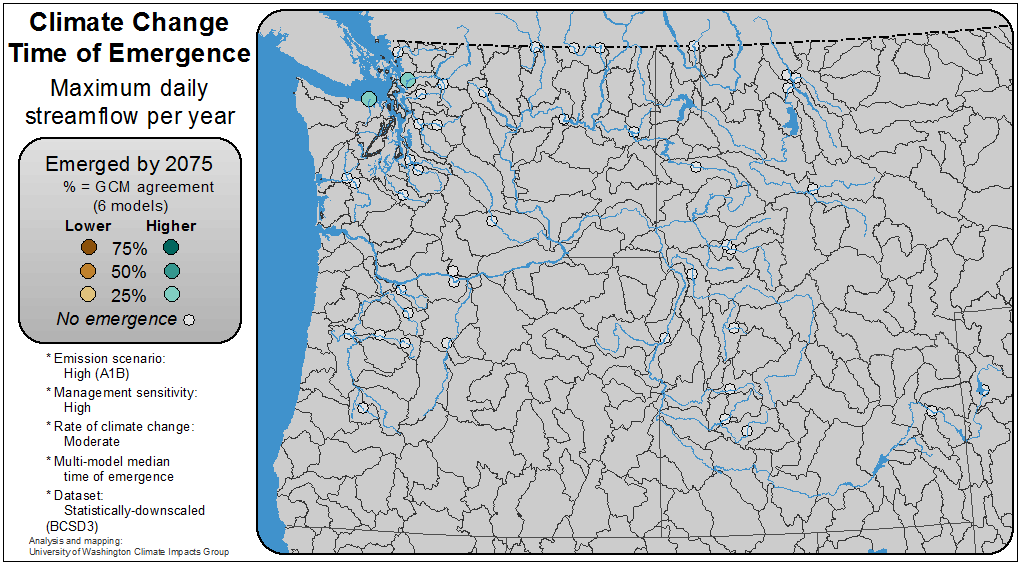 Climate Change
Time of Emergence
Maximum daily
streamflow per year
Emerged by 2075
% = GCM agreement
(6 models)
Lower Higher
75%
50%
25%
No emergence
* Emission scenario:
High (A1B)
* Management sensitivity:
High
* Rate of climate change:
Moderate
* Multi-model median
time of emergence
* Dataset:
Statistically-downscaled
(BCSD3)
Analysis and mapping:
University of Washington Climate Impacts Group